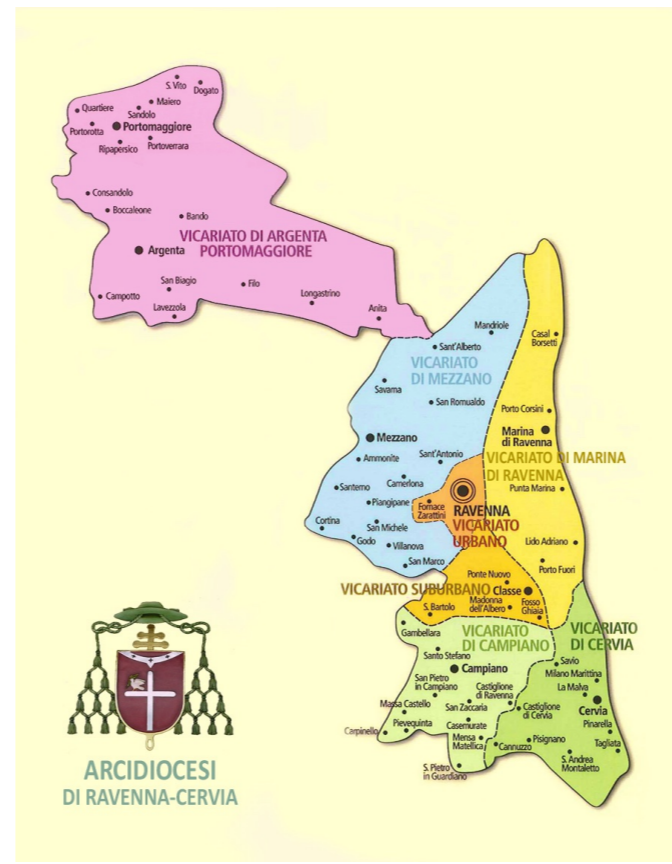 S. Vito
Dogato
Maiero
Quartiere
Sandolo
Portorotta
Portomaggiore
Ripapersico
Portoverrara
Consandolo
Boccaleone
Bando
VICARIATO DI ARGENTA
PORTOMAGGIORE
Argenta
San Biagio
Filo
Longastrino
Campotto
Lavezzola
Anita
Mandriole
Casal
Borsetti
Sant'Alberto
VICARIATO
DI MEZZANO
Savarna
San Romualdo
Porto Corsini
Marina
di Ravenna
Mezzano
Sant'Antonio
VICARIATO DI MARINA
DI RAVENNA
Ammonite
Camerlona
Santerno
Punta Marina
Piangipane
Fornace
Zarattini
RAVENNA
VICARIATO
URBANO
Cortina
San Michele
Godo
Villanova
Lido Adriano
San Marco
Porto Fuori
Ponte Nuovo
VICARIATO SUBURBANO
Classe
S. Bartolo
Madonna
dell'Albero
Fosso
Ghiaia
Gambellara
VICARIATO
DI CAMPIANO
VICARIATO
DI CERVIA
Santo Stefano
Savio
Campiano
Milano Marittina
San Pietro
in Campiano
Castiglione
di Ravenna
La Malva
Massa Castello
San Zaccaria
Castiglione
di Cervia
Cervia
Pievequinta
Casemurate
Pinarella
Carpinello
Mensa
Matellica
Pisignano
Cannuzzo
Tagliata
S. Andrea
Montaletto
S. Pietro
in Guardiano
ARCIDIOCESI
DI RAVENNA-CERVIA